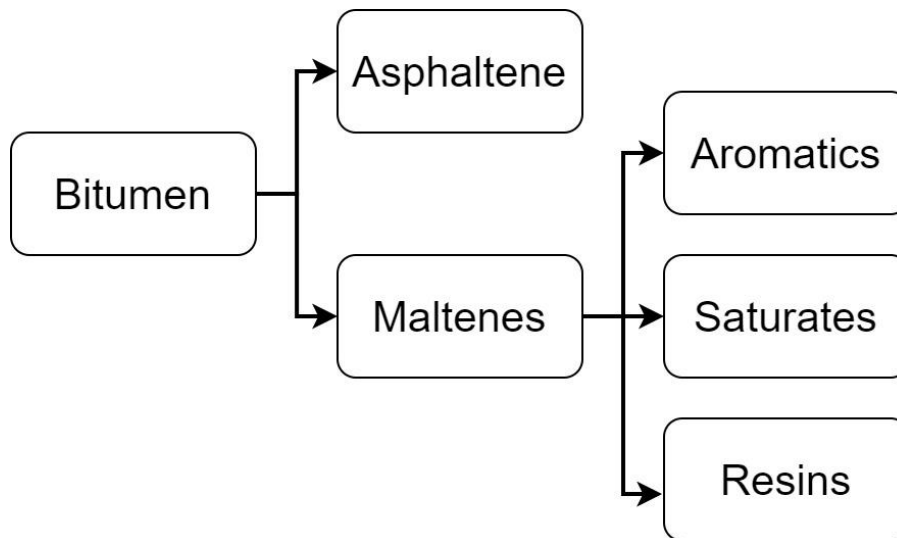 Asphaltene
Bitumen
Aromatics
Maltenes
Saturates
Resins